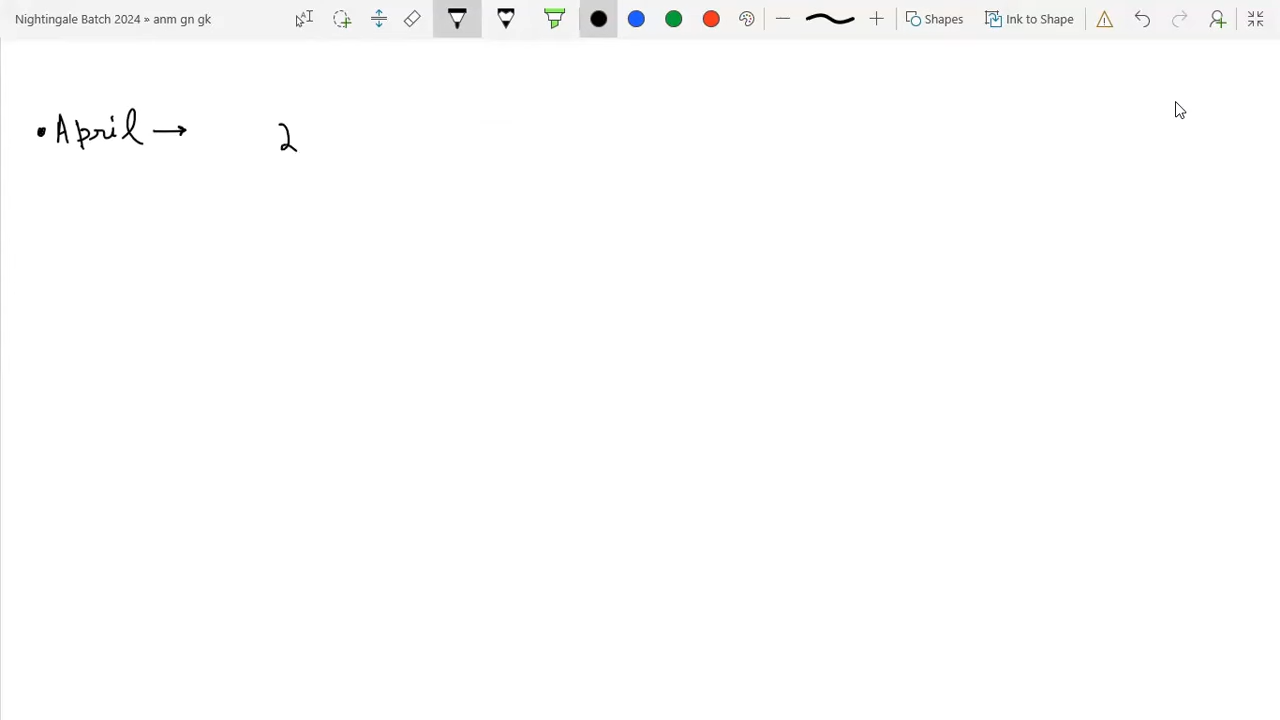 Nightingale Batch 2024 » anm gn gk Shapes Ink to Shape
• April → 2